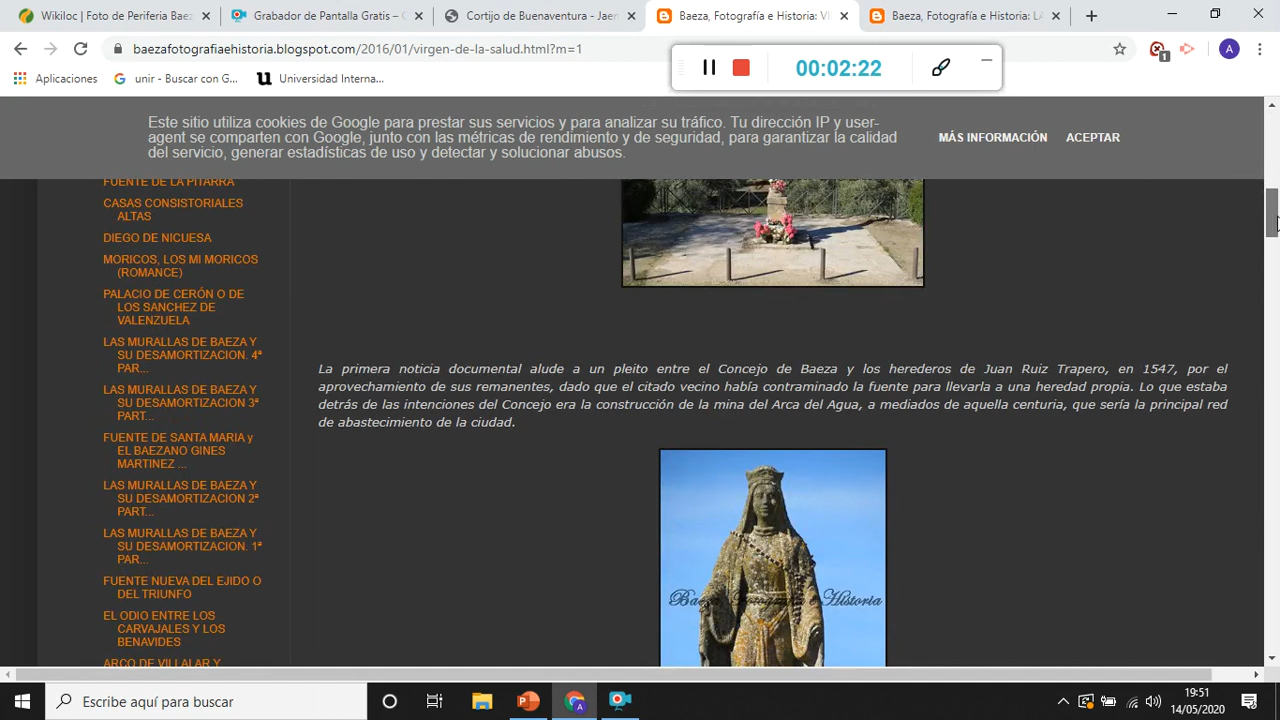 Wikiloc | Foto de Periferia Baez
Grabador de Pantalla Gratis –
Cortijo de Buenaventura - Jaen
Baeza, Fotografía e Historia: VI
Baeza, Fotografía e Historia: LA
baezafotografiaehistoria.blogspot.com/2016/01/virgen-de-la-salud.html?m=1
1
A
Aplicaciones
unir - Buscar con G...
Universidad Interna...
00:02:22
Este sitio utiliza cookies de Google para prestar sus servicios y para analizar su tráfico. Tu dirección IP y user-
agent se comparten con Google, junto con las métricas de rendimiento y de seguridad, para garantizar la calidad
del servicio, generar estadísticas de uso y detectar y solucionar abusos.
MÁS INFORMACIÓN
ACEPTAR
FUENTE DE LA PITARRA
CASAS CONSISTORIALES
ALTAS
DIEGO DE NICUESA
MORICOS, LOS MI MORICOS
(ROMANCE)
PALACIO DE CERÓN O DE
LOS SANCHEZ DE
VALENZUELA
LAS MURALLAS DE BAEZA Y
SU DESAMORTIZACION. 4ª
PAR...
LAS MURALLAS DE BAEZA Y
SU DESAMORTIZACION 3ª
PART...
FUENTE DE SANTA MARIA y
EL BAEZANO GINES
MARTINEZ ...
LAS MURALLAS DE BAEZA Y
SU DESAMORTIZACION 2ª
PART...
LAS MURALLAS DE BAEZA Y
SU DESAMORTIZACION. 1ª
PAR...
FUENTE NUEVA DEL EJIDO O
DEL TRIUNFO
EL ODIO ENTRE LOS
CARVAJALES Y LOS
BENAVIDES
ARCO DE VILLALAR Y
La primera noticia documental alude a un pleito entre el Concejo de Baeza y los herederos de Juan Ruiz Trapero, en 1547, por el
aprovechamiento de sus remanentes, dado que el citado vecino había contaminado la fuente para llevarla a una heredad propia. Lo que estaba
detrás de las intenciones del Concejo era la construcción de la mina del Arca del Agua, a mediados de aquella centuria, que sería la principal red
de abastecimiento de la ciudad.
Baeza, Fotografía e Historia
Escribe aquí para buscar
19:51
14/05/2020